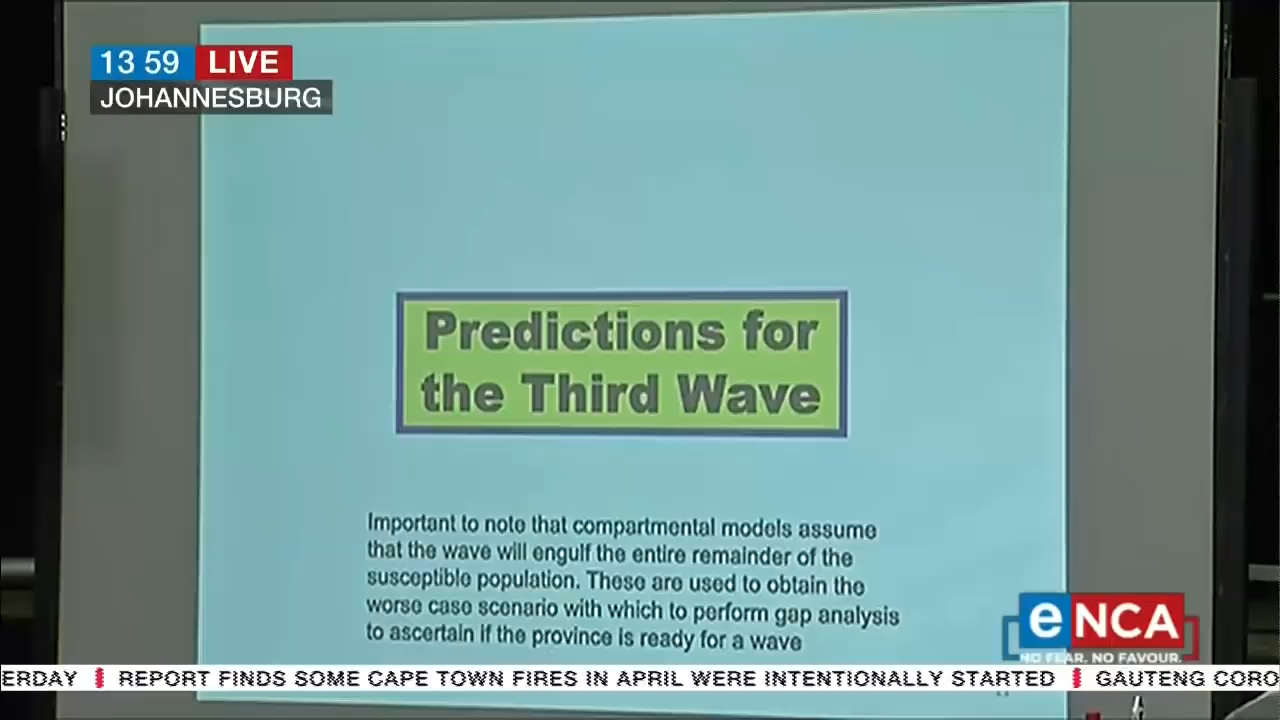 13 59 LIVE
JOHANNESBURG
Predictions for
the Third Wave
Important to note that compartmental models assume
that the wave will engulf the entire remainder of the
susceptible population. These are used to obtain the
worse case scenario with which to perform gap analysis
to ascertain if the province is ready for a wave
eNCA
NO FEAR. NO FAVOUR.
ERDAY REPORT FINDS SOME CAPE TOWN FIRES IN APRIL WERE INTENTIONALLY STARTED GAUTENG CORO